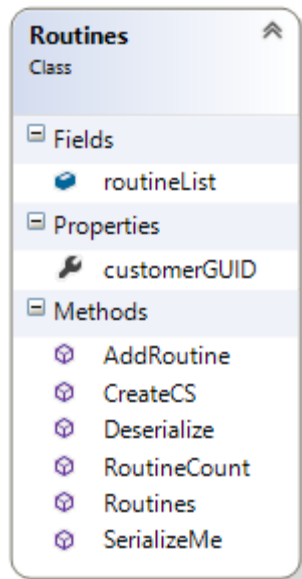 Routines
Class
Fields
routineList
Properties
customerGUID
Methods
AddRoutine
CreateCS
Deserialize
RoutineCount
Routines
SerializeMe